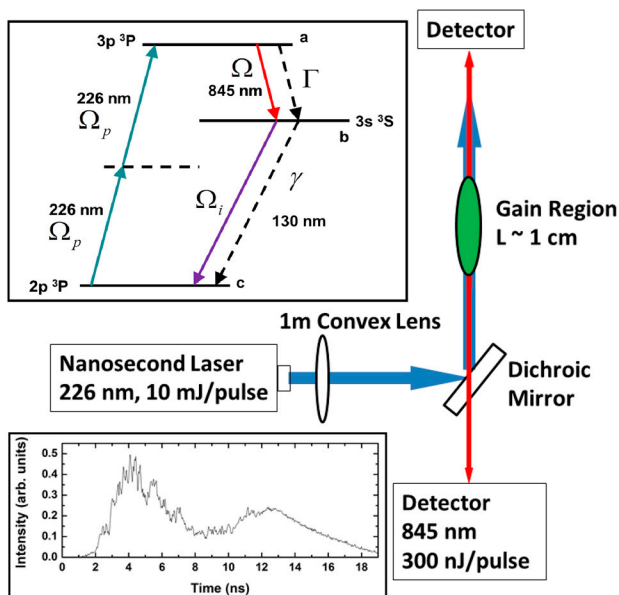 3p ³P
a
Ω
845 nm
Γ
226 nm
Ωₚ
3s ³S
b
226 nm
Ωₚ
Ωᵢ
γ
130 nm
2p ³P
c
Detector
Gain Region
L ~ 1 cm
1m Convex Lens
Nanosecond Laser
226 nm, 10 mJ/pulse
Dichroic
Mirror
Detector
845 nm
300 nJ/pulse
Intensity (arb. units)
0.5
0.4
0.3
0.2
0.1
0.0
0 2 4 6 8 10 12 14 16 18
Time (ns)